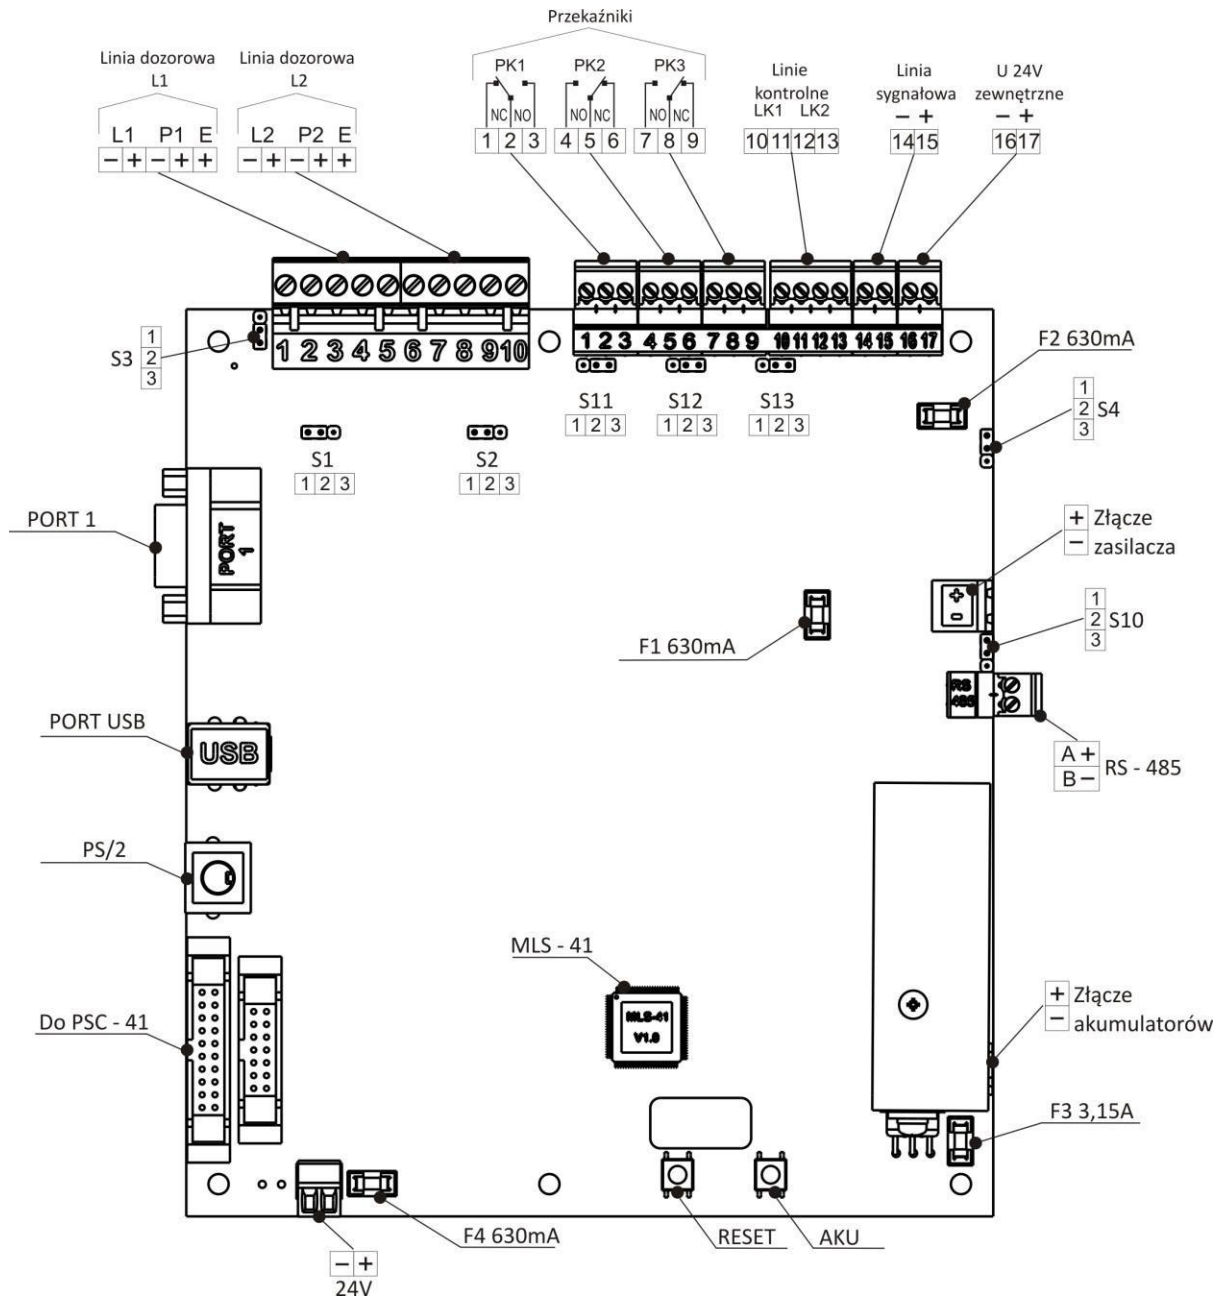 Przekaźniki
Linia dozorowa
L1
Linia dozorowa
L2
PK1
PK2
PK3
Linie
kontrolne
LK1 LK2
Linia
sygnałowa
− +
U 24V
zewnętrzne
− +
L1 P1 E
− + − + +
L2 P2 E
− + − + +
NC NO
NO NC
NO NC
1 2 3
4 5 6
7 8 9
10 11 12 13
14 15
16 17
S3
1
2
3
1 2 3 4 5 6 7 8 9 10
1 2 3 4 5 6 7 8 9 10 11 12 13 14 15 16 17
F2 630mA
S11
1 2 3
S12
1 2 3
S13
1 2 3
1
2
3
S4
S1
1 2 3
S2
1 2 3
PORT 1
PORT
1
+ Złącze
− zasilacza
+
−
F1 630mA
1
2
3
S10
RS
485
A +
B −
RS - 485
PORT USB
USB
PS/2
MLS - 41
MLS-41
V1.0
Do PSC - 41
+ Złącze
− akumulatorów
F3 3,15A
F4 630mA
RESET
AKU
− +
24V